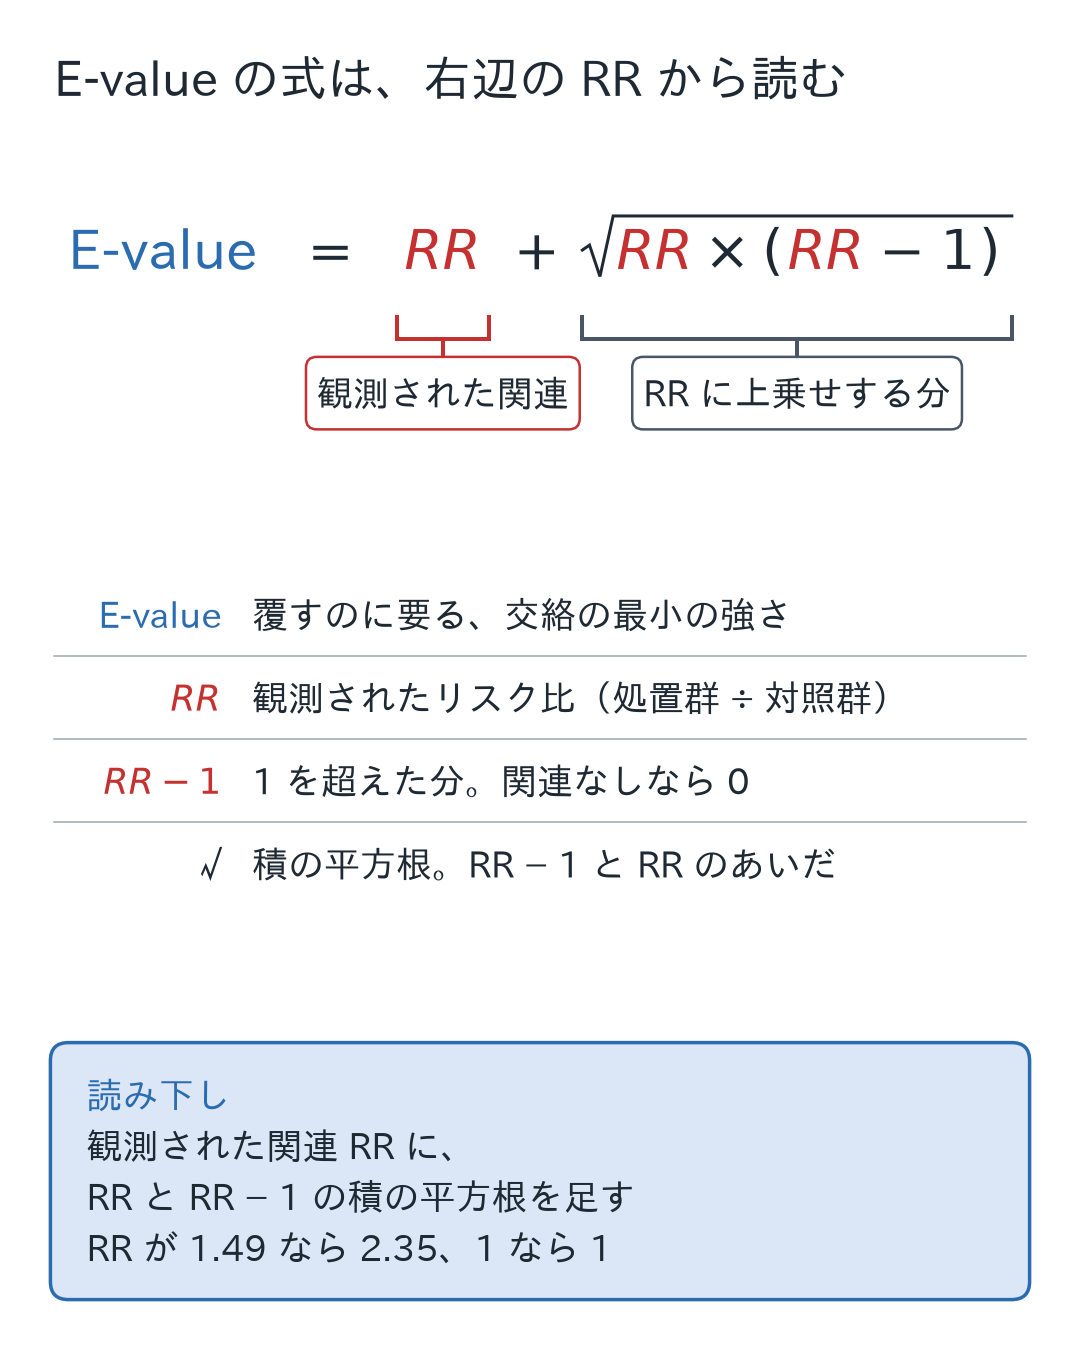 E-value の式は、右辺の RR から読む
E-value = RR + √RR × (RR − 1)
観測された関連
RR に上乗せする分
E-value 覆すのに要る、交絡の最小の強さ
RR 観測されたリスク比（処置群 ÷ 対照群）
RR − 1 1 を超えた分。関連なしなら 0
√ 積の平方根。RR − 1 と RR のあいだ
読み下し
観測された関連 RR に、
RR と RR − 1 の積の平方根を足す
RR が 1.49 なら 2.35、1 なら 1